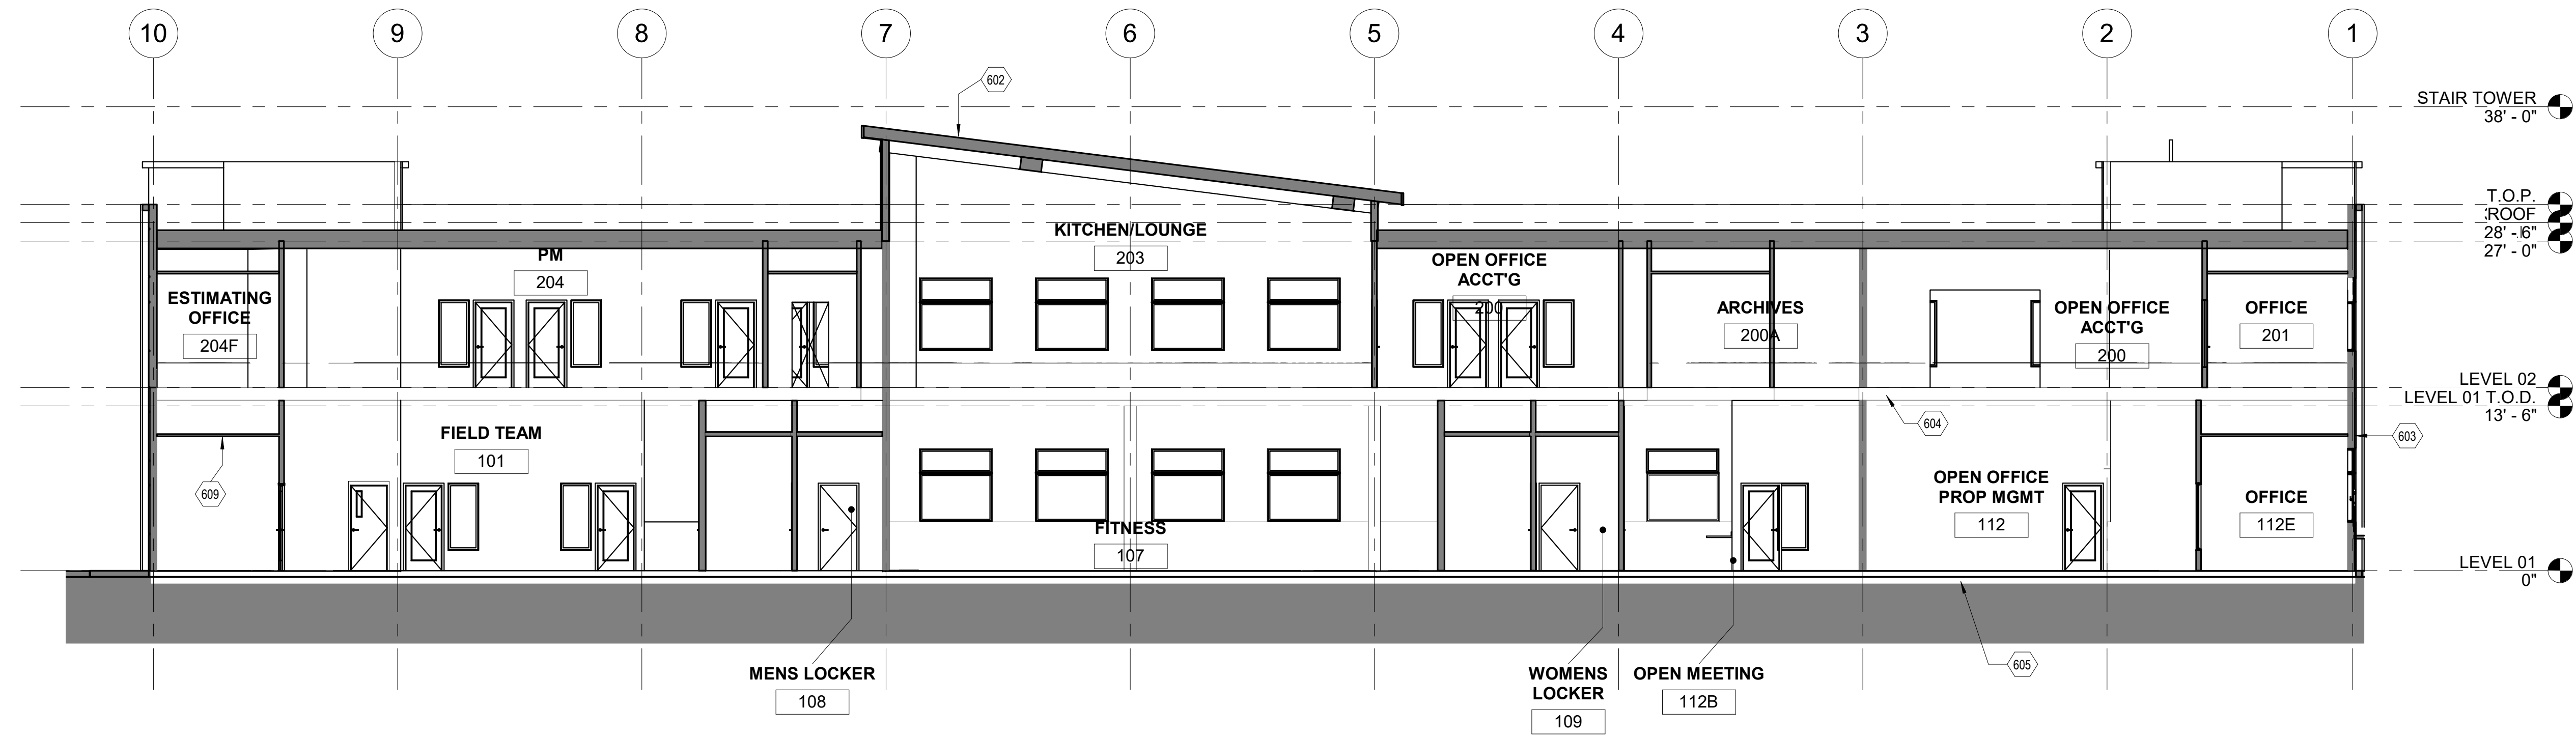 10
9
8
7
6
5
4
3
2
1
602
STAIR TOWER
38' - 0"
T.O.P.
ROOF
28' - 6"
27' - 0"
KITCHEN/LOUNGE
203
PM
204
OPEN OFFICE
ACCT'G
200
ESTIMATING
OFFICE
204F
ARCHIVES
200A
OPEN OFFICE
ACCT'G
200
OFFICE
201
LEVEL 02
LEVEL 01 T.O.D.
13' - 6"
604
603
FIELD TEAM
101
609
OPEN OFFICE
PROP MGMT
112
OFFICE
112E
FITNESS
107
LEVEL 01
0"
605
MENS LOCKER
108
WOMENS
LOCKER
109
OPEN MEETING
112B